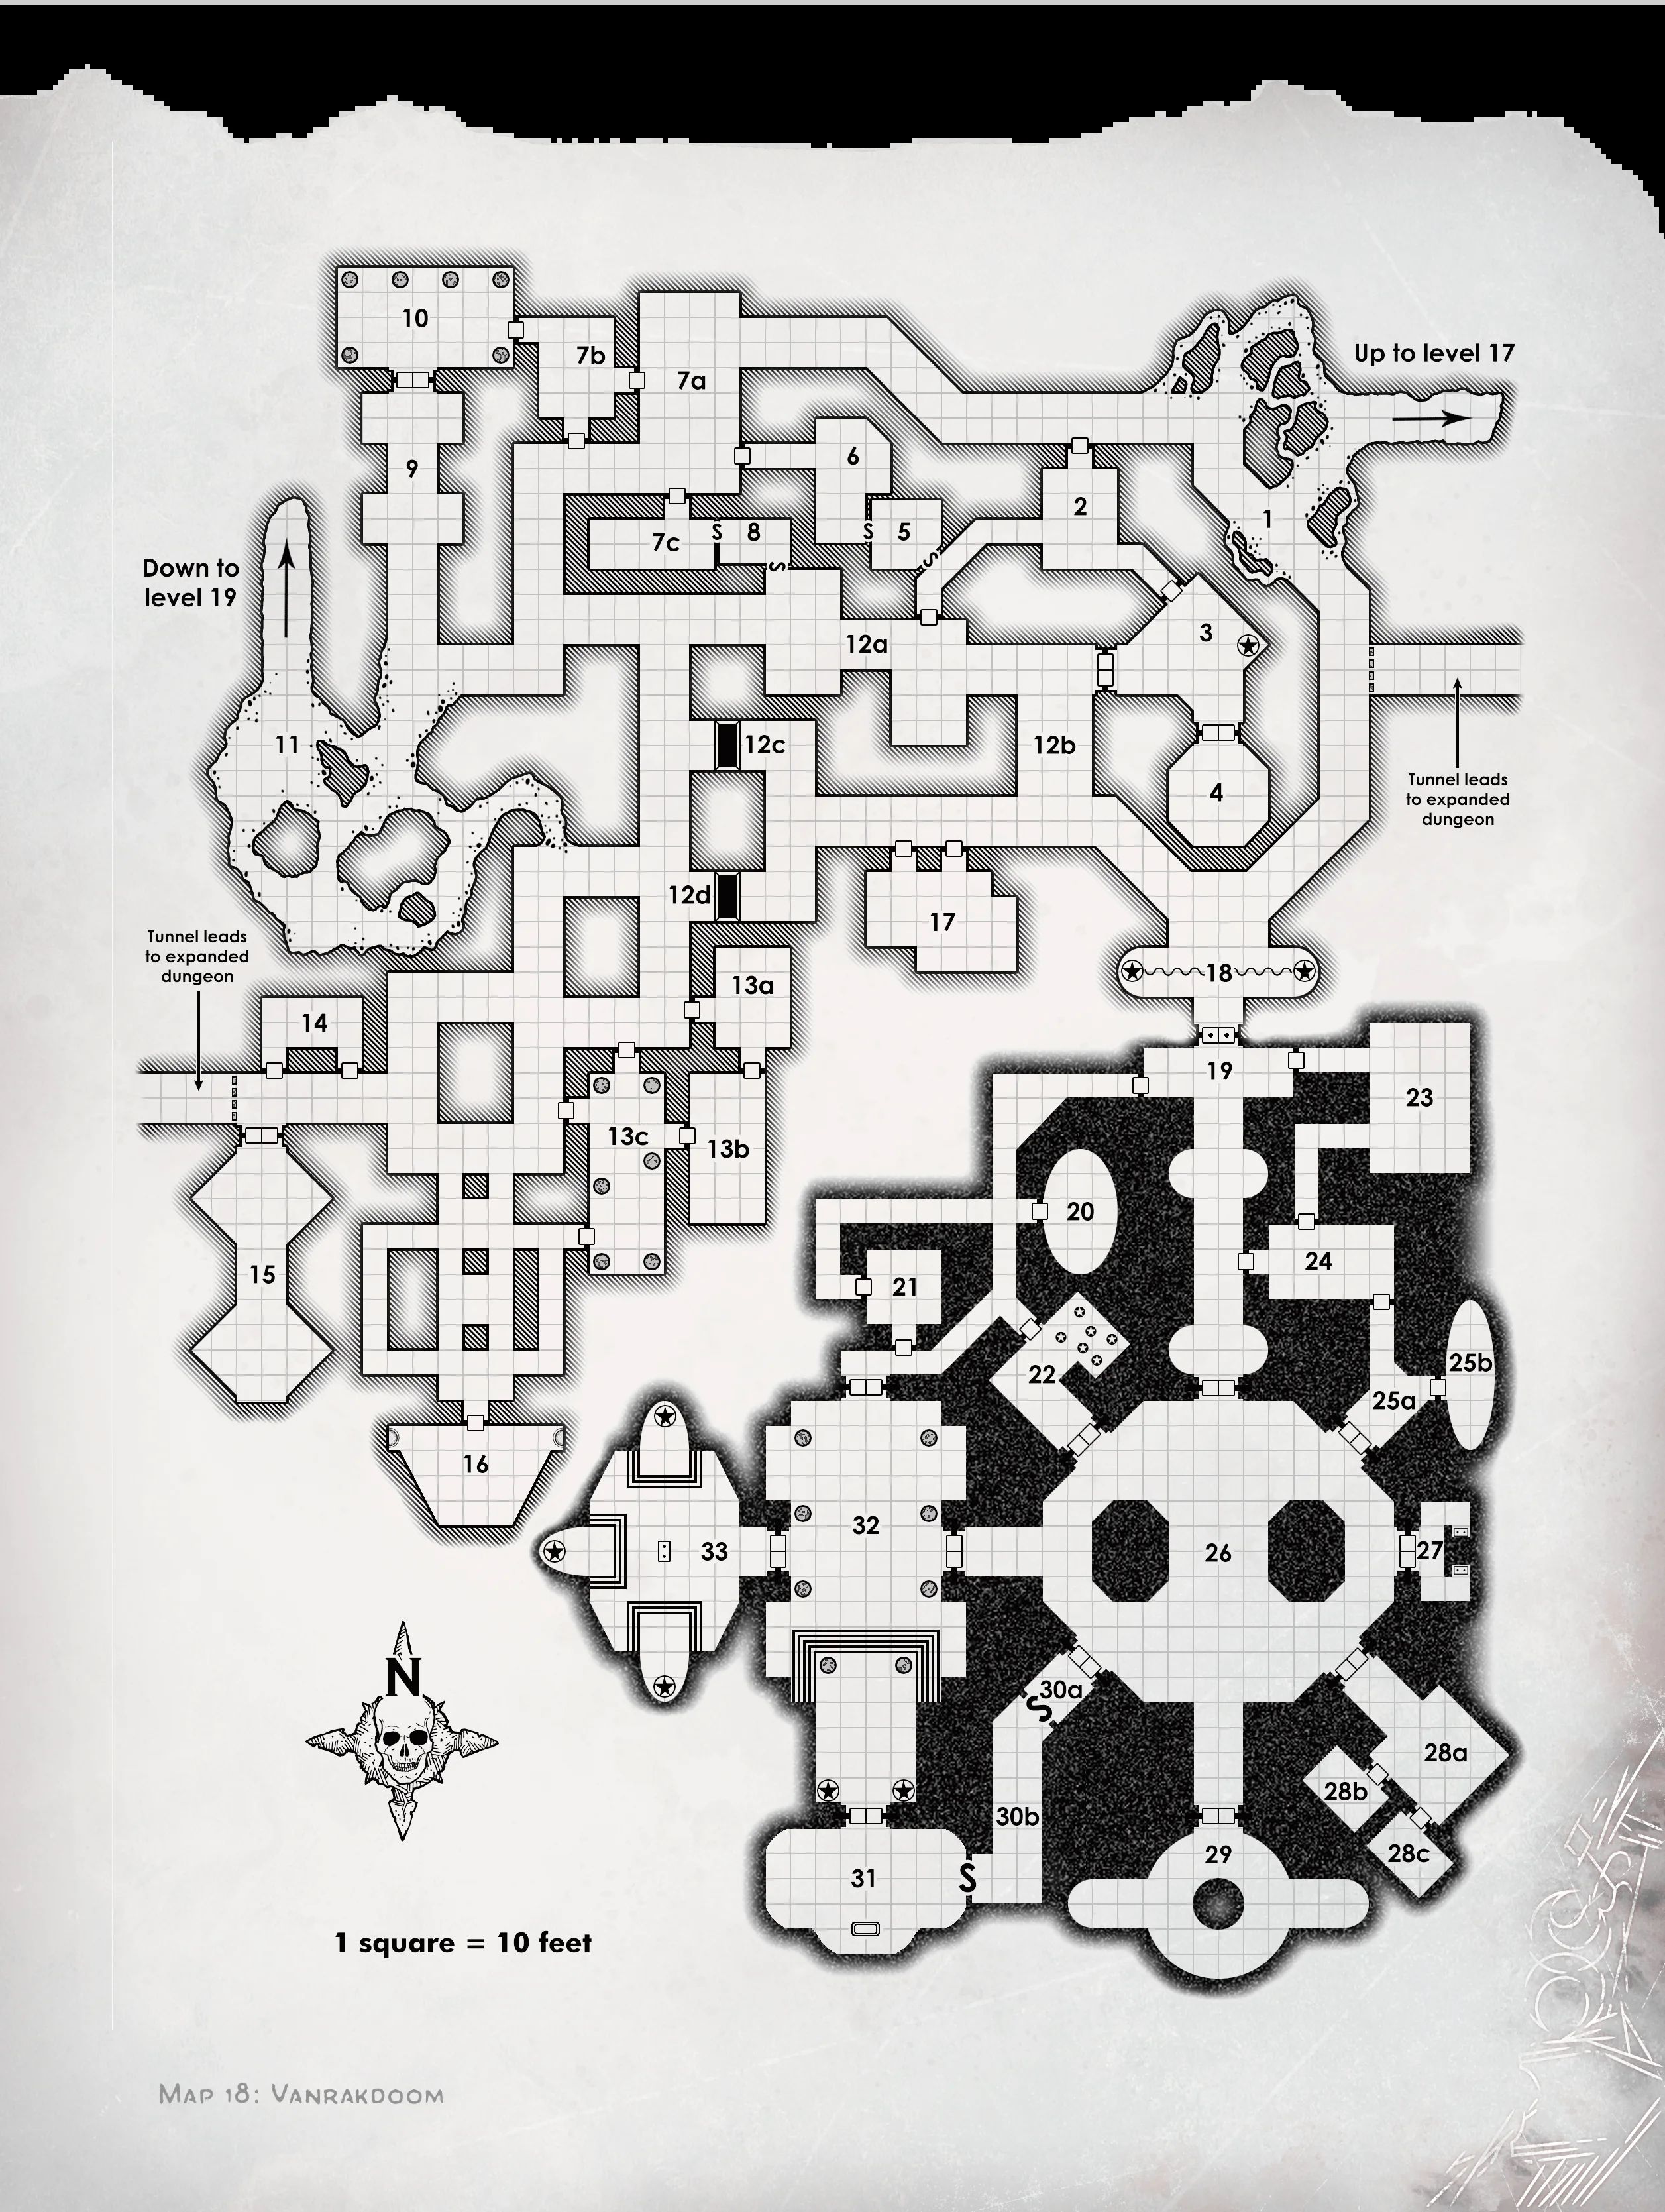 10
7b
7a
Up to level 17
9
6
2
1
7c
S
8
S
5
S
S
Down to
level 19
3
12a
11
12c
12b
4
Tunnel leads
to expanded
dungeon
12d
17
Tunnel leads
to expanded
dungeon
18
13a
14
19
23
13c
13b
20
24
15
21
25b
22
25a
16
32
33
26
27
N
30a
S
28a
28b
30b
29
28c
31
S
1 square = 10 feet
Map 18: Vanrakdoom